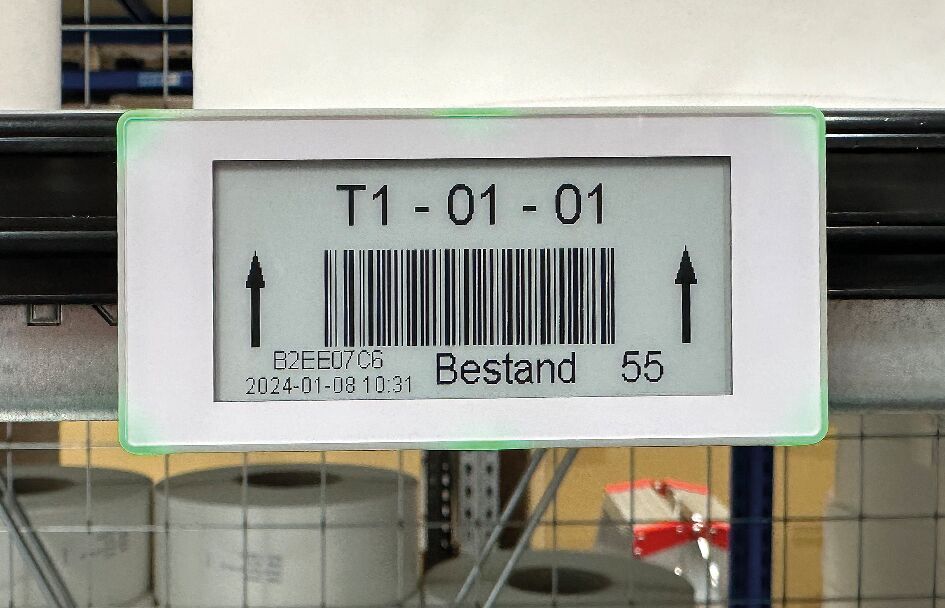 T1 - 01 - 01
B2EE07C6
2024-01-08 10:31
Bestand 55